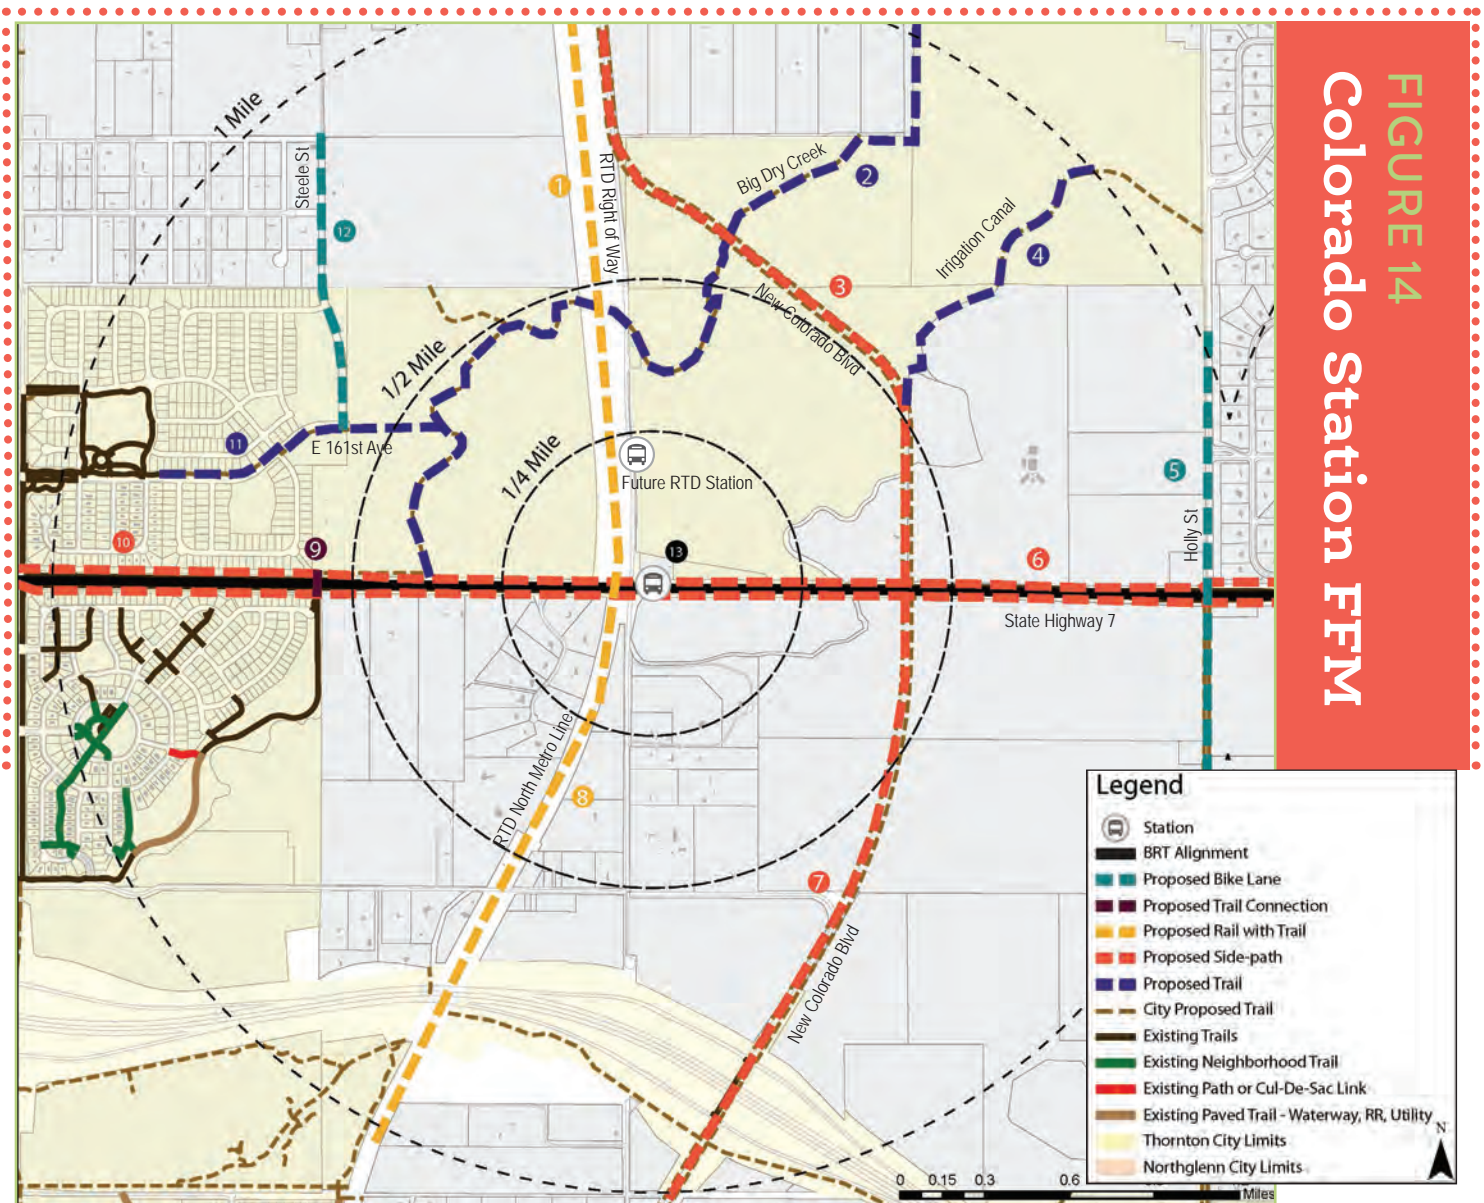 FIGURE 14
Colorado Station FFM
1 Mile
Steele St
12
1
RTD Right of Way
Big Dry Creek
2
Irrigation Canal
4
3
New Colorado Blvd
1/2 Mile
11
E 161st Ave
1/4 Mile
Future RTD Station
5
Holly St
10
9
13
6
State Highway 7
RTD North Metro Line
8
7
New Colorado Blvd
Legend
Station
BRT Alignment
Proposed Bike Lane
Proposed Trail Connection
Proposed Rail with Trail
Proposed Side-path
Proposed Trail
City Proposed Trail
Existing Trails
Existing Neighborhood Trail
Existing Path or Cul-De-Sac Link
Existing Paved Trail - Waterway, RR, Utility
Thornton City Limits
Northglenn City Limits
N
0 0.15 0.3 0.6
Miles